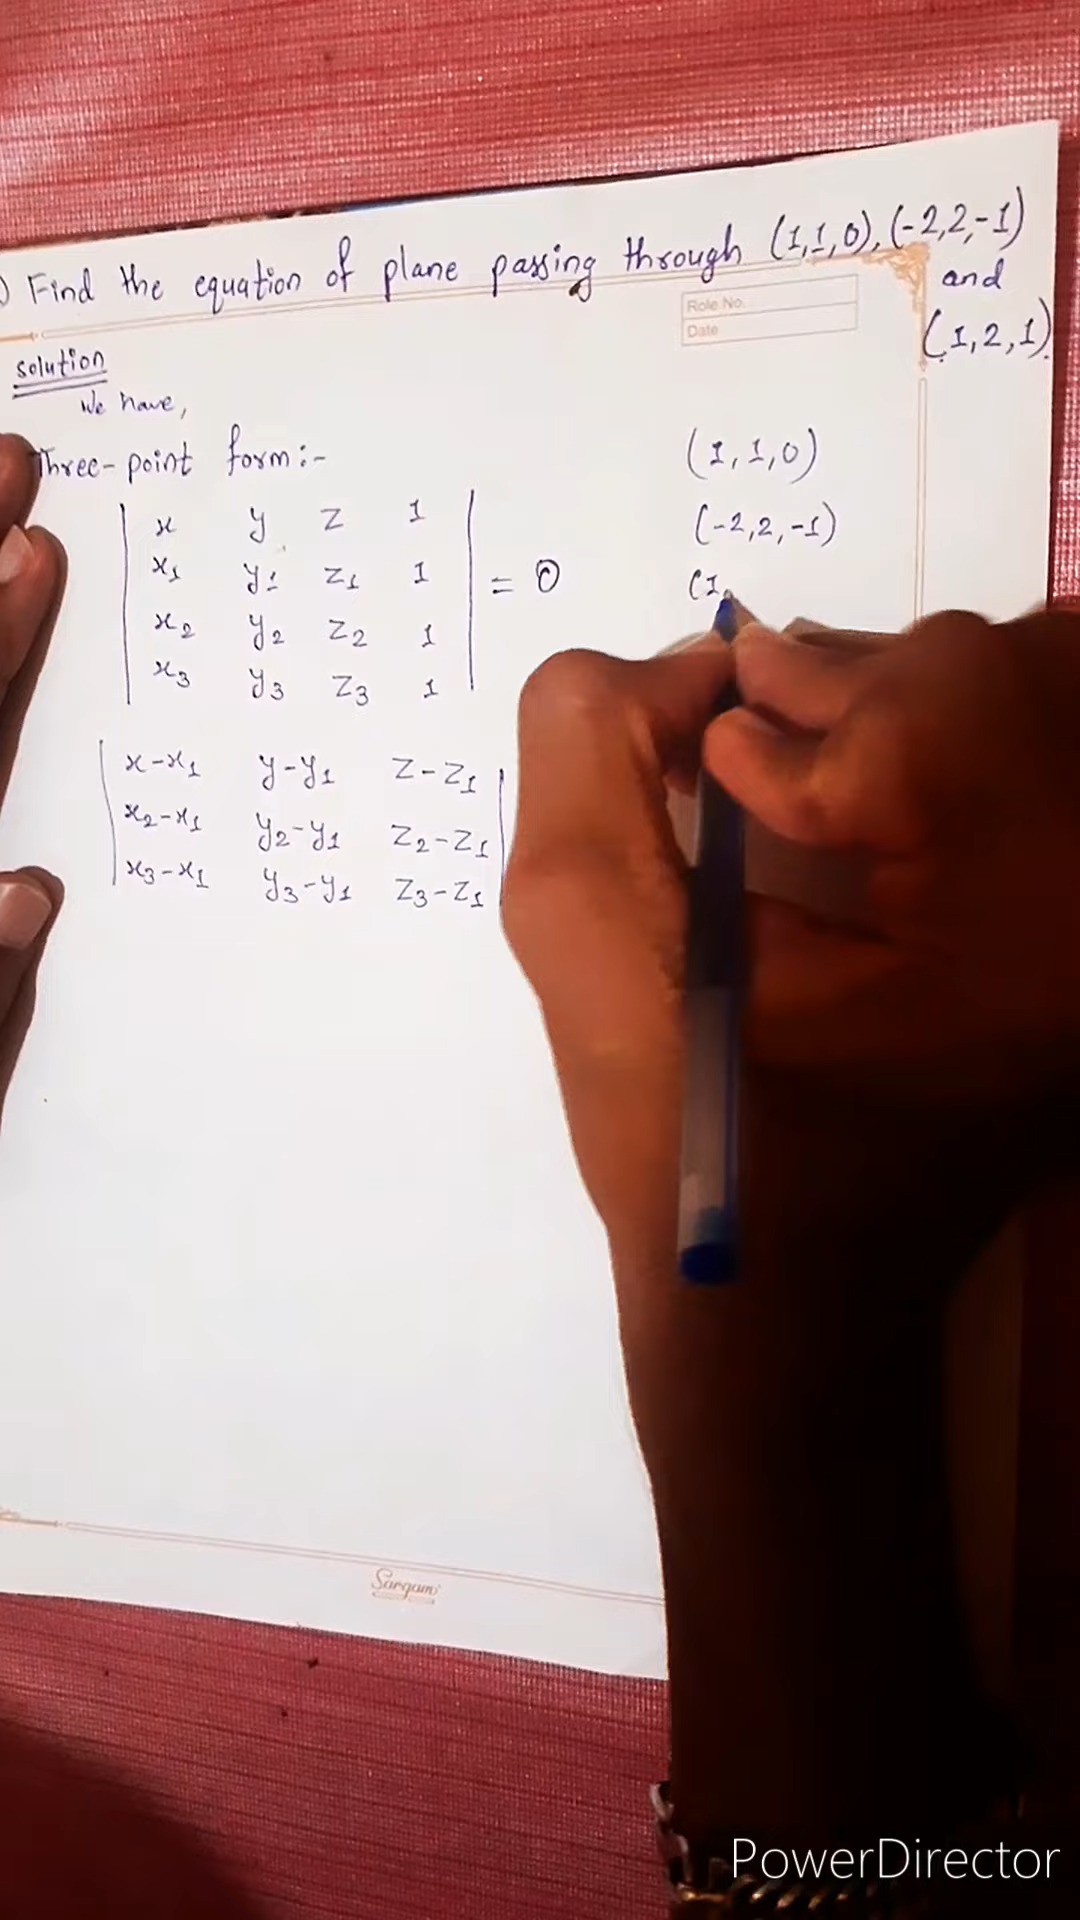 ) Find the equation of plane passing through (1,1,0), (-2,2,-1)
and
(1,2,1).
Role No.
Date
solution
We have,
Three-point form:-
x y z 1
x₁ y₁ z₁ 1
x₂ y₂ z₂ 1
x₃ y₃ z₃ 1
= 0
(1,1,0)
(-2,2,-1)
(1,
x-x₁ y-y₁ z-z₁
x₂-x₁ y₂-y₁ z₂-z₁
x₃-x₁ y₃-y₁ z₃-z₁
Sargam
PowerDirector